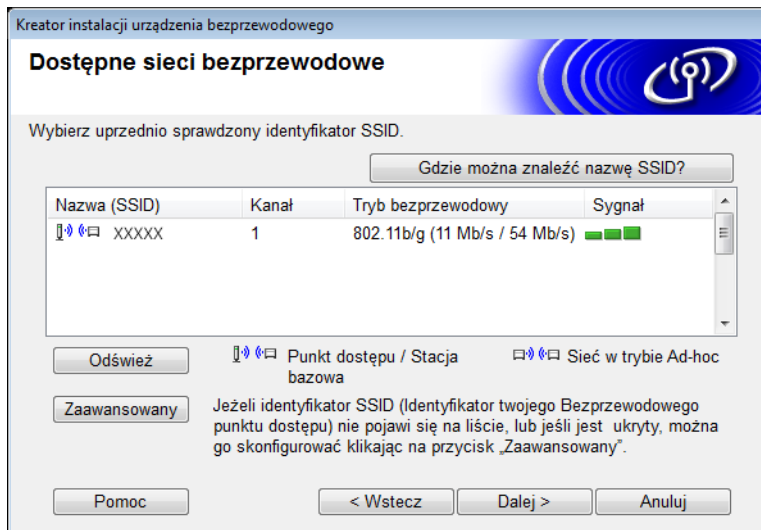 Kreator instalacji urządzenia bezprzewodowego
Dostępne sieci bezprzewodowe
Wybierz uprzednio sprawdzony identyfikator SSID.
Gdzie można znaleźć nazwę SSID?
Nazwa (SSID) Kanał Tryb bezprzewodowy Sygnał
XXXXX 1 802.11b/g (11 Mb/s / 54 Mb/s)
Odśwież
Punkt dostępu / Stacja
bazowa
Sieć w trybie Ad-hoc
Zaawansowany
Jeżeli identyfikator SSID (Identyfikator twojego Bezprzewodowego
punktu dostępu) nie pojawi się na liście, lub jeśli jest ukryty, można
go skonfigurować klikając na przycisk „Zaawansowany”.
Pomoc
< Wstecz
Dalej >
Anuluj